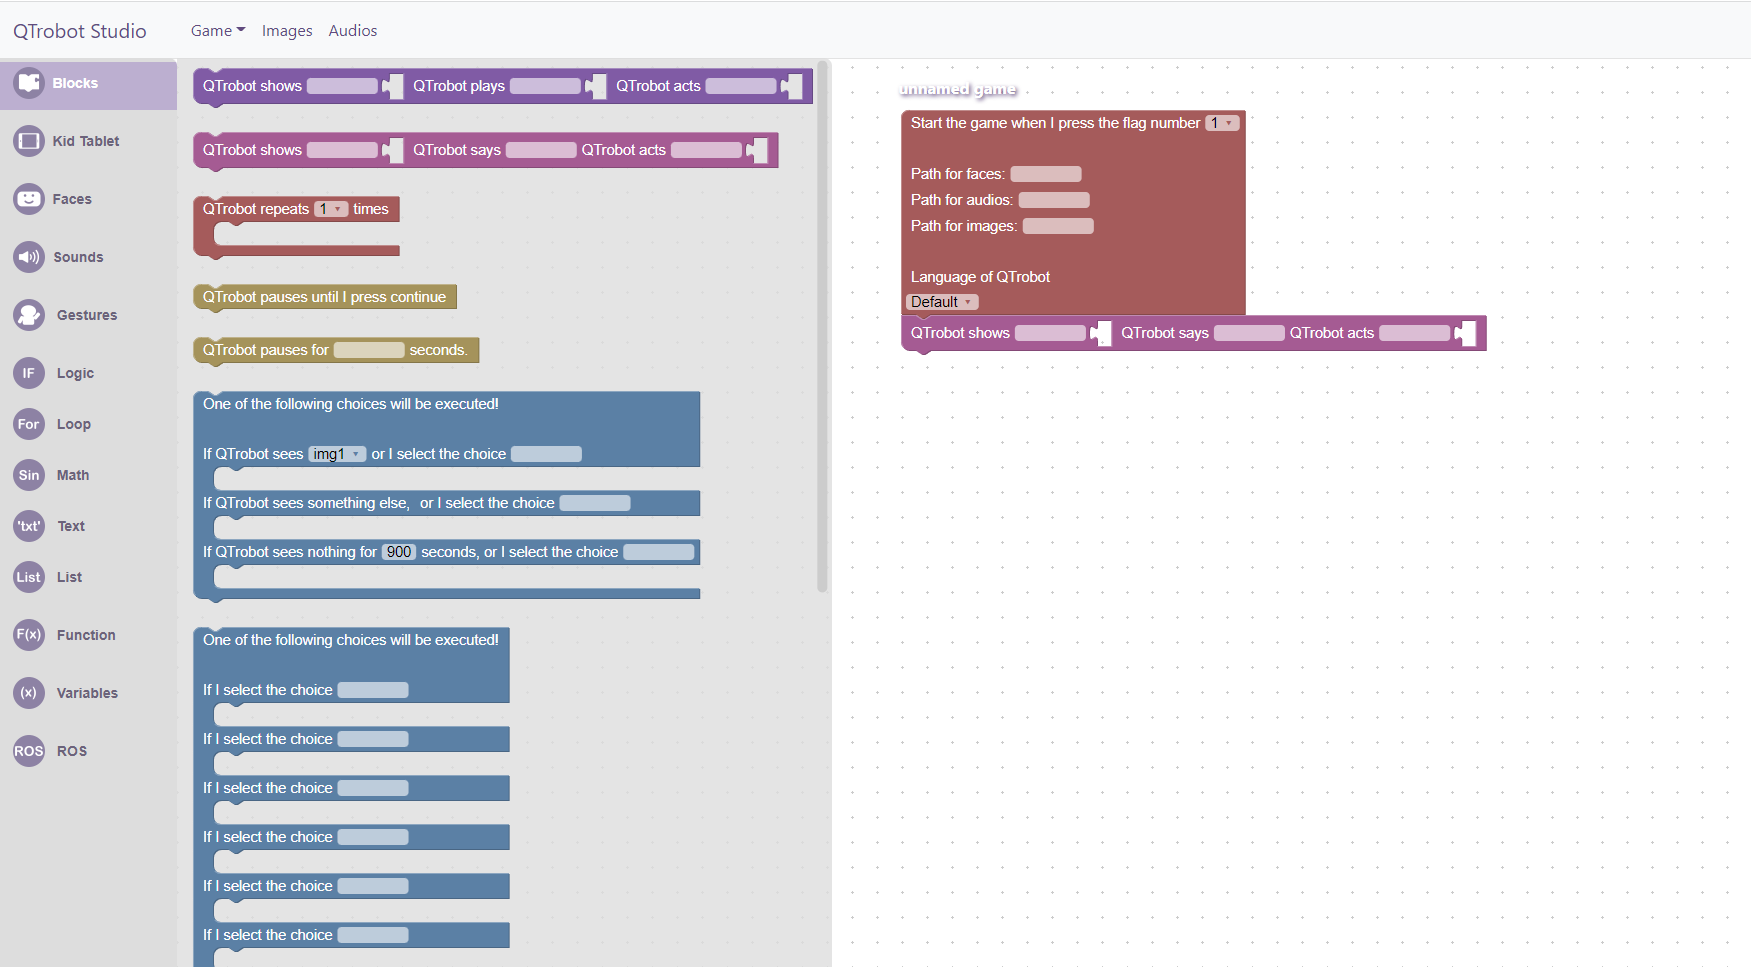 QTrobot Studio
Game Images Audios
Blocks
Kid Tablet
Faces
Sounds
Gestures
IF Logic
For Loop
Sin Math
'txt' Text
List List
F(x) Function
(x) Variables
ROS ROS
QTrobot shows QTrobot plays QTrobot acts
QTrobot shows QTrobot says QTrobot acts
QTrobot repeats 1 times
QTrobot pauses until I press continue
QTrobot pauses for seconds.
One of the following choices will be executed!
If QTrobot sees img1 or I select the choice
If QTrobot sees something else, or I select the choice
If QTrobot sees nothing for 900 seconds, or I select the choice
One of the following choices will be executed!
If I select the choice
If I select the choice
If I select the choice
If I select the choice
If I select the choice
If I select the choice
unnamed game
Start the game when I press the flag number 1
Path for faces:
Path for audios:
Path for images:
Language of QTrobot
Default
QTrobot shows QTrobot says QTrobot acts